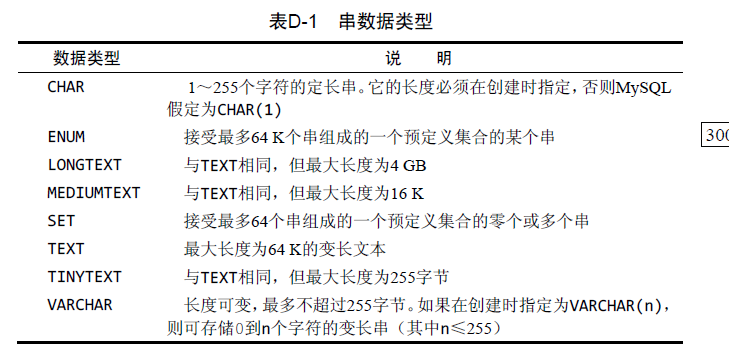 表D-1 串数据类型
数据类型 说 明
CHAR 1～255个字符的定长串。它的长度必须在创建时指定，否则MySQL
假定为CHAR(1)
ENUM 接受最多64 K个串组成的一个预定义集合的某个串
300
LONGTEXT 与TEXT相同，但最大长度为4 GB
MEDIUMTEXT 与TEXT相同，但最大长度为16 K
SET 接受最多64个串组成的一个预定义集合的零个或多个串
TEXT 最大长度为64 K的变长文本
TINYTEXT 与TEXT相同，但最大长度为255字节
VARCHAR 长度可变，最多不超过255字节。如果在创建时指定为VARCHAR(n)，
则可存储0到n个字符的变长串（其中n≤255）